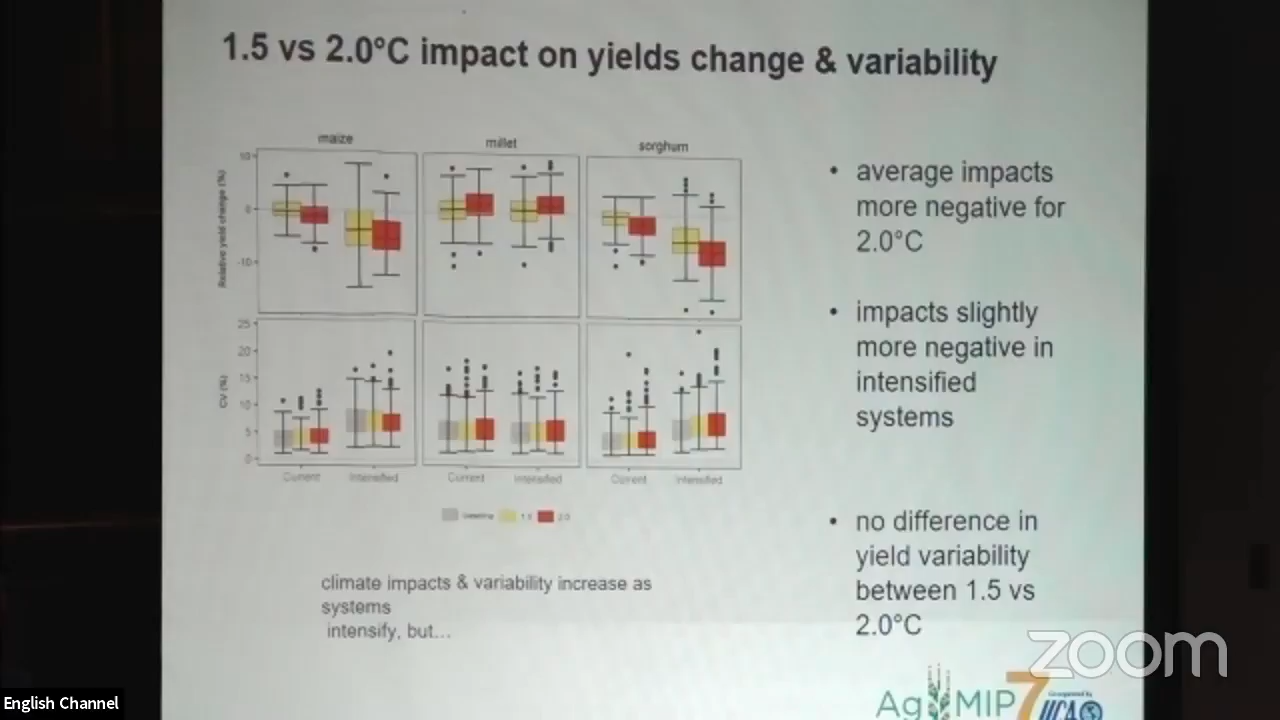 1.5 vs 2.0°C impact on yields change & variability
maize
millet
sorghum
Relative yield change (%)
10
0
-10
CV (%)
25
20
15
10
5
0
Current
Intensified
Current
Intensified
Current
Intensified
baseline
1.5
2.0
climate impacts & variability increase as
systems
intensify, but...
• average impacts
more negative for
2.0°C
• impacts slightly
more negative in
intensified
systems
• no difference in
yield variability
between 1.5 vs
2.0°C
zoom
AgMIP7
IICA
English Channel